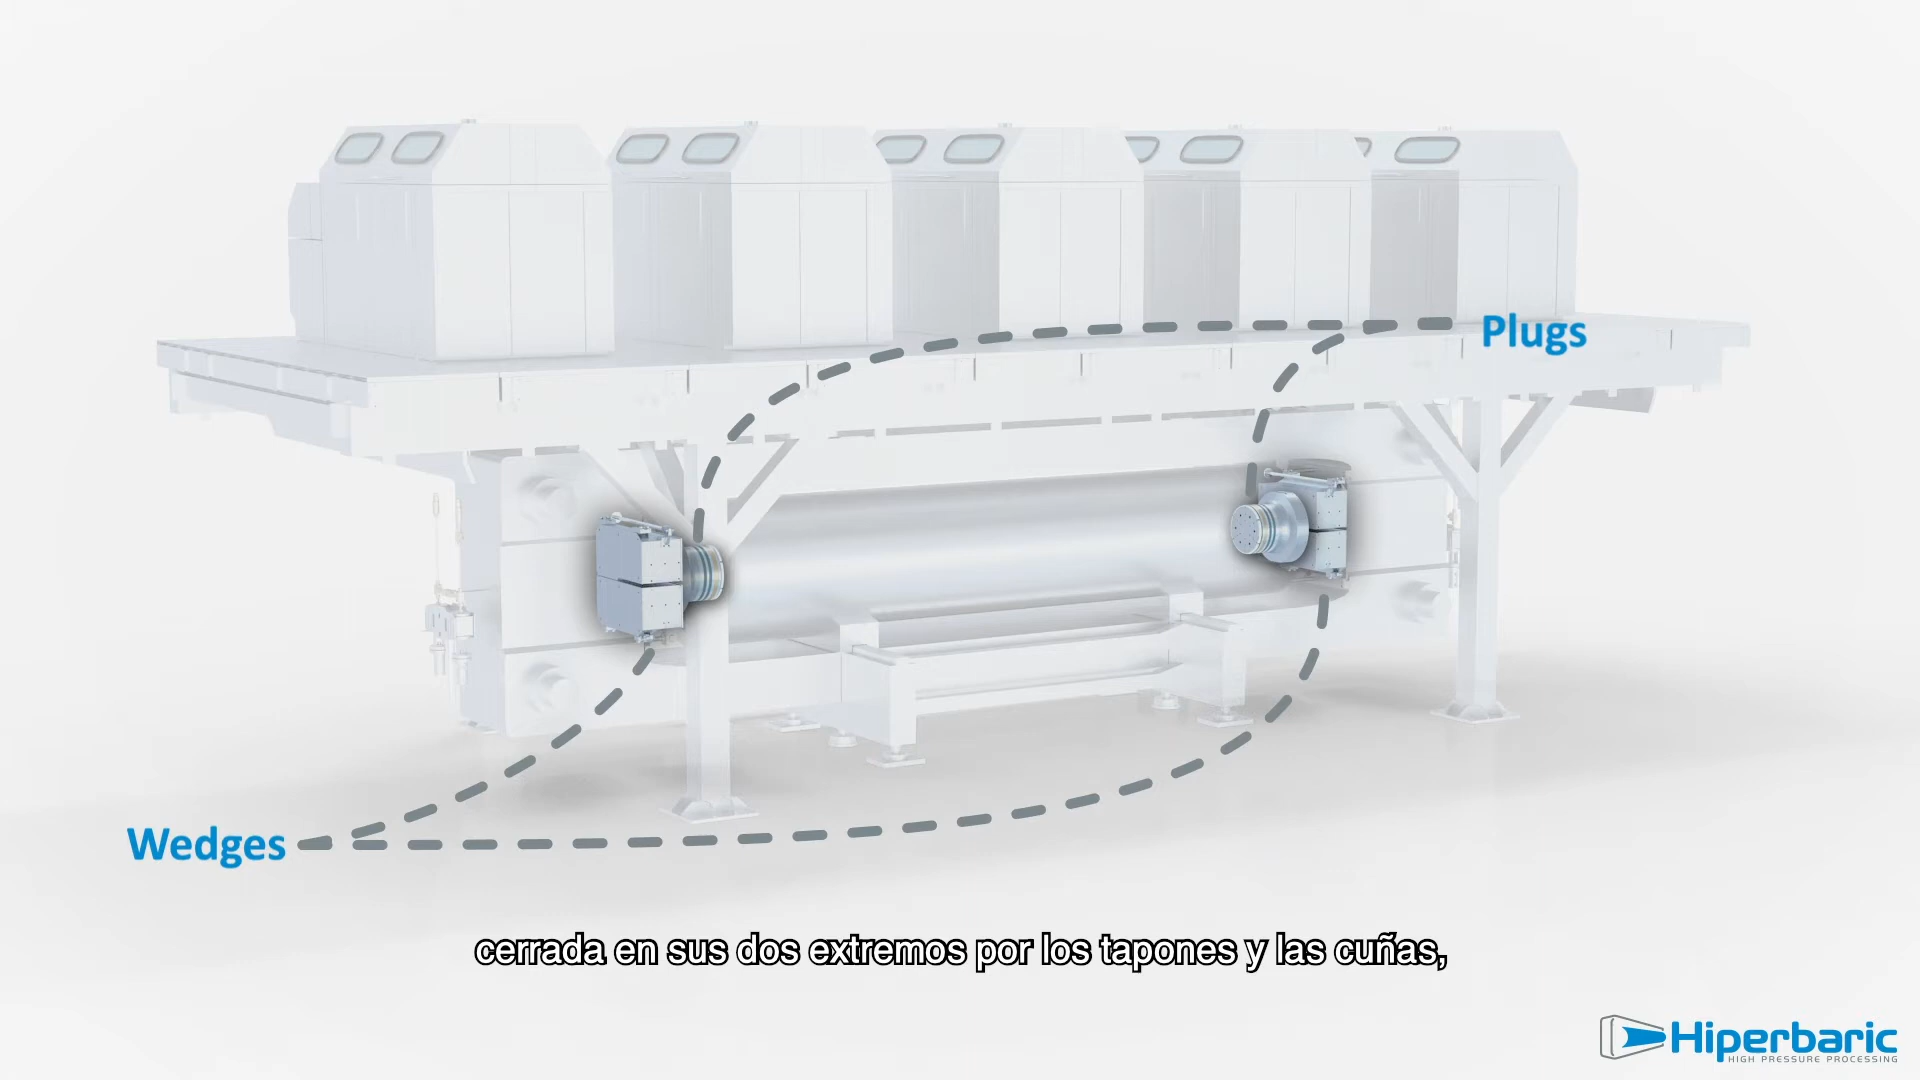 Plugs
Wedges
cerrada en sus dos extremos por los tapones y las cuñas,
Hiperbaric
HIGH PRESSURE PROCESSING